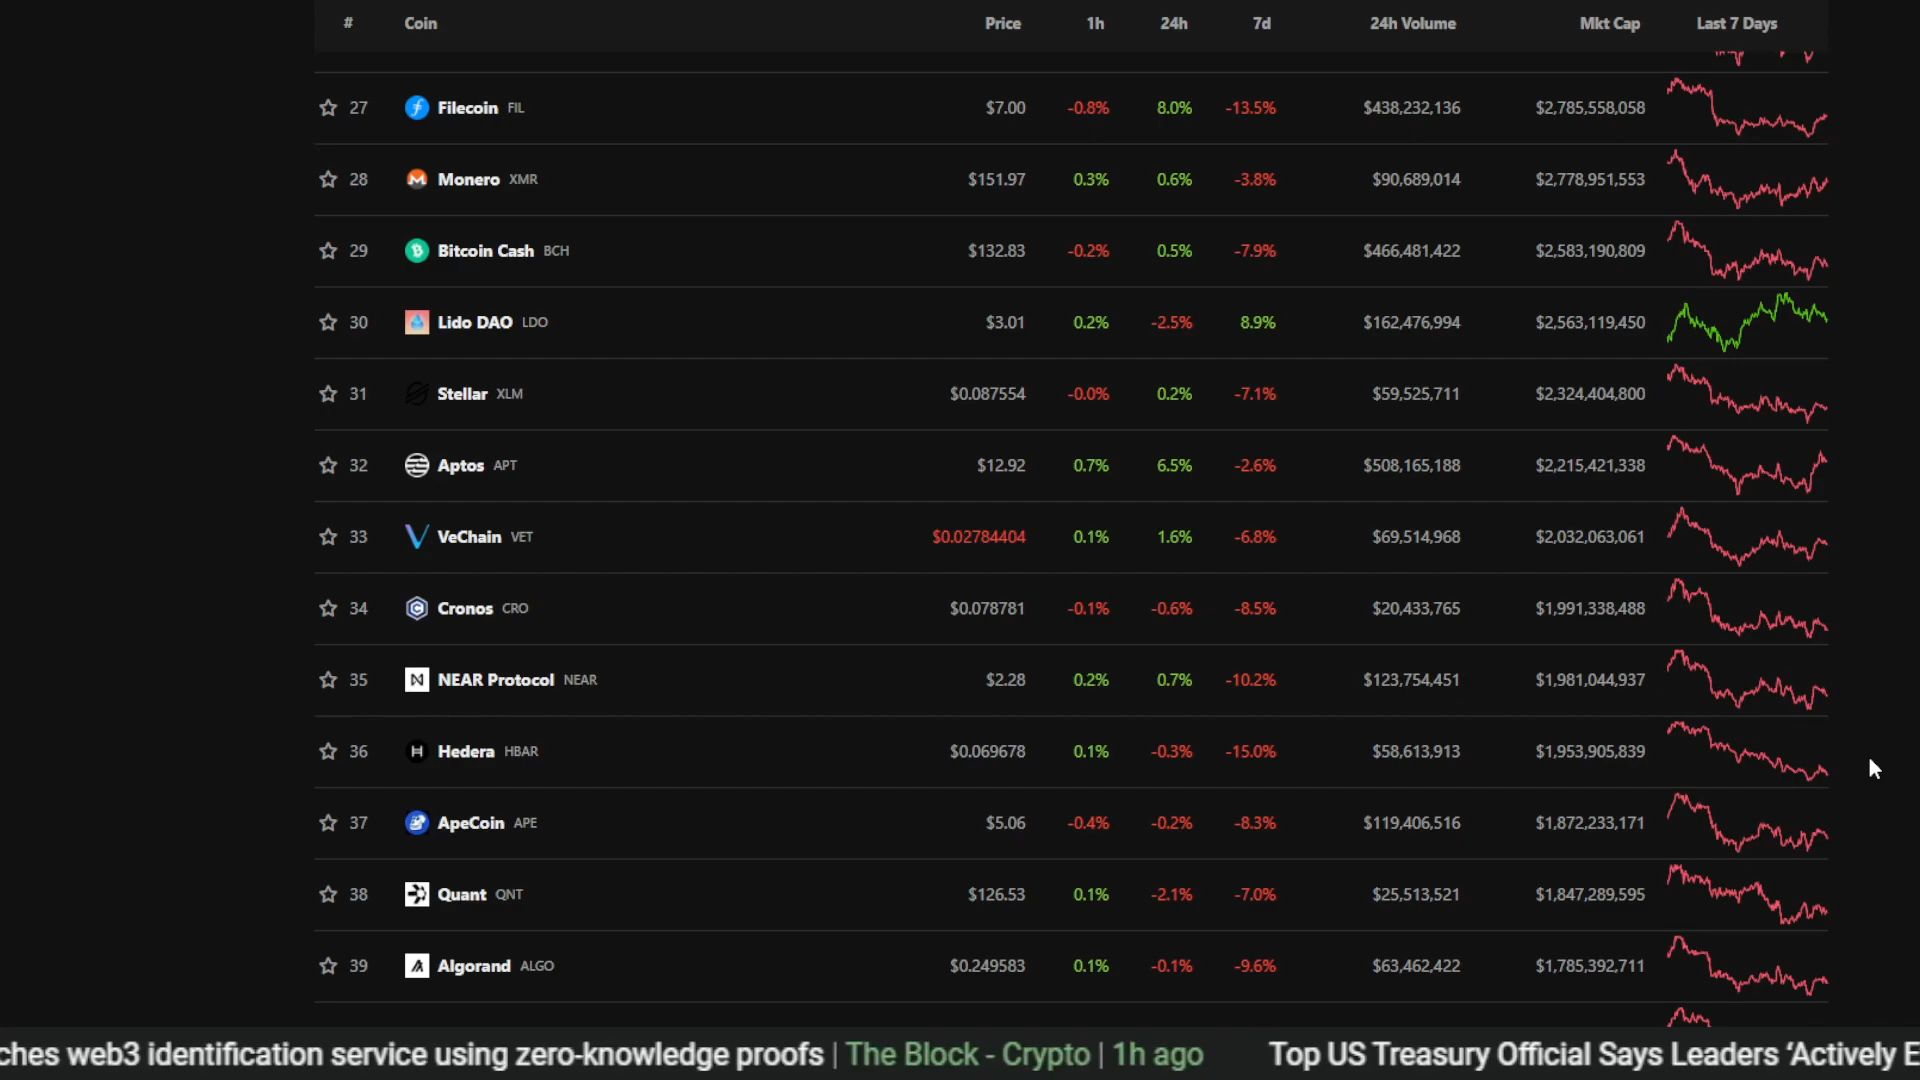 # Coin Price 1h 24h 7d 24h Volume Mkt Cap Last 7 Days
27 Filecoin FIL $7.00 -0.8% 8.0% -13.5% $438,232,136 $2,785,558,058
28 Monero XMR $151.97 0.3% 0.6% -3.8% $90,689,014 $2,778,951,553
29 Bitcoin Cash BCH $132.83 -0.2% 0.5% -7.9% $466,481,422 $2,583,190,809
30 Lido DAO LDO $3.01 0.2% -2.5% 8.9% $162,476,994 $2,563,119,450
31 Stellar XLM $0.087554 -0.0% 0.2% -7.1% $59,525,711 $2,324,404,800
32 Aptos APT $12.92 0.7% 6.5% -2.6% $508,165,188 $2,215,421,338
33 VeChain VET $0.02784404 0.1% 1.6% -6.8% $69,514,968 $2,032,063,061
34 Cronos CRO $0.078781 -0.1% -0.6% -8.5% $20,433,765 $1,991,338,488
35 NEAR Protocol NEAR $2.28 0.2% 0.7% -10.2% $123,754,451 $1,981,044,937
36 Hedera HBAR $0.069678 0.1% -0.3% -15.0% $58,613,913 $1,953,905,839
37 ApeCoin APE $5.06 -0.4% -0.2% -8.3% $119,406,516 $1,872,233,171
38 Quant QNT $126.53 0.1% -2.1% -7.0% $25,513,521 $1,847,289,595
39 Algorand ALGO $0.249583 0.1% -0.1% -9.6% $63,462,422 $1,785,392,711
ches web3 identification service using zero-knowledge proofs | The Block - Crypto | 1h ago Top US Treasury Official Says Leaders ‘Actively E